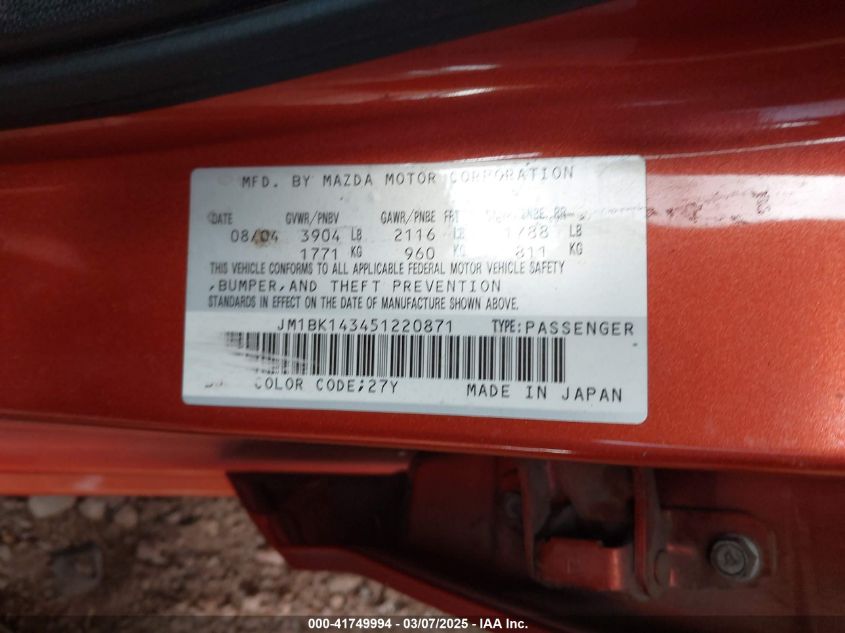 MFD. BY MAZDA MOTOR CORPORATION
DATE GVWR/PNBV GAWR/PNBE FRT PNBE RR
08/04 3904 LB 2116 LB 1788 LB
1771 KG 960 KG 811 KG
THIS VEHICLE CONFORMS TO ALL APPLICABLE FEDERAL MOTOR VEHICLE SAFETY
,BUMPER,AND THEFT PREVENTION
STANDARDS IN EFFECT ON THE DATE OF MANUFACTURE SHOWN ABOVE.
JM1BK143451220871 TYPE:PASSENGER
COLOR CODE;27Y MADE IN JAPAN
000-41749994 — 03/07/2025 — IAA Inc.